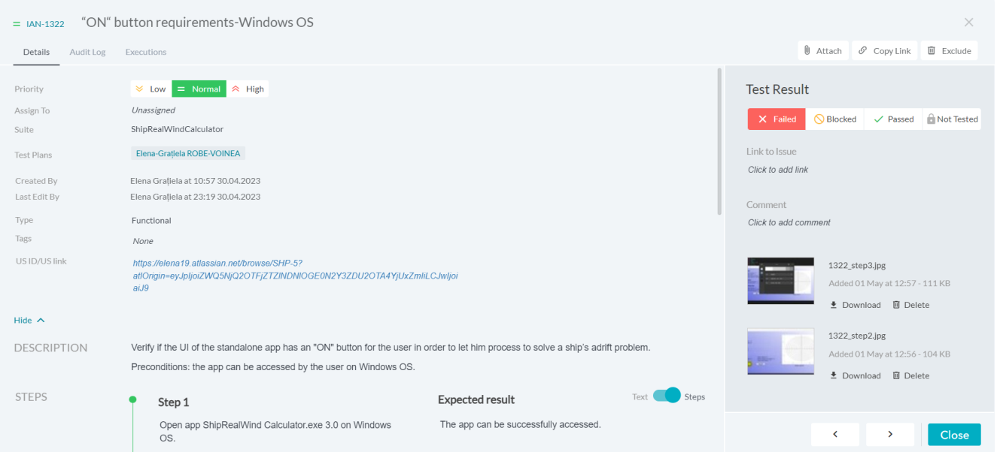 IAN-1322 “ON“ button requirements-Windows OS
Details Audit Log Executions
Attach Copy Link Exclude
Priority Low Normal High
Assign To Unassigned
Suite ShipRealWindCalculator
Test Plans Elena-Grațiela ROBE-VOINEA
Created By Elena Grațiela at 10:57 30.04.2023
Last Edit By Elena Grațiela at 23:19 30.04.2023
Type Functional
Tags None
US ID/US link https://elena19.atlassian.net/browse/SHP-5?
atlOrigin=eyJpIjoiZWQ5NjQ2OTFjZTZlNDNlOGE0N2Y3ZDU2OTA4YjUxZmIiLCJwIjoi
aiJ9
Hide
DESCRIPTION Verify if the UI of the standalone app has an "ON" button for the user in order to let him process to solve a ship's adrift problem.
Preconditions: the app can be accessed by the user on Windows OS.
STEPS Step 1 Expected result Text Steps
Open app ShipRealWind Calculator.exe 3.0 on Windows The app can be successfully accessed.
OS.
Test Result
Failed Blocked Passed Not Tested
Link to Issue
Click to add link
Comment
Click to add comment
1322_step3.jpg
Added 01 May at 12:57 - 111 KB
Download Delete
1322_step2.jpg
Added 01 May at 12:56 - 104 KB
Download Delete
Close